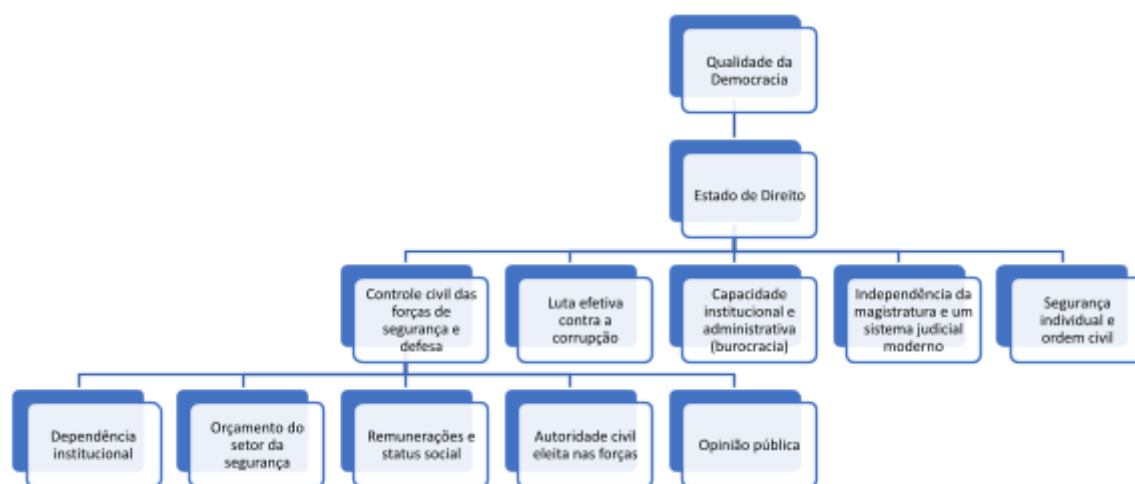 Qualidade da
Democracia
Estado de Direito
Controle civil das
forças de
segurança e
defesa
Luta efetiva
contra a
corrupção
Capacidade
institucional e
administrativa
(burocracia)
Independência da
magistratura e um
sistema judicial
moderno
Segurança
individual e
ordem civil
Dependência
institucional
Orçamento do
setor da
segurança
Remunerações e
status social
Autoridade civil
eleita nas forças
Opinião pública